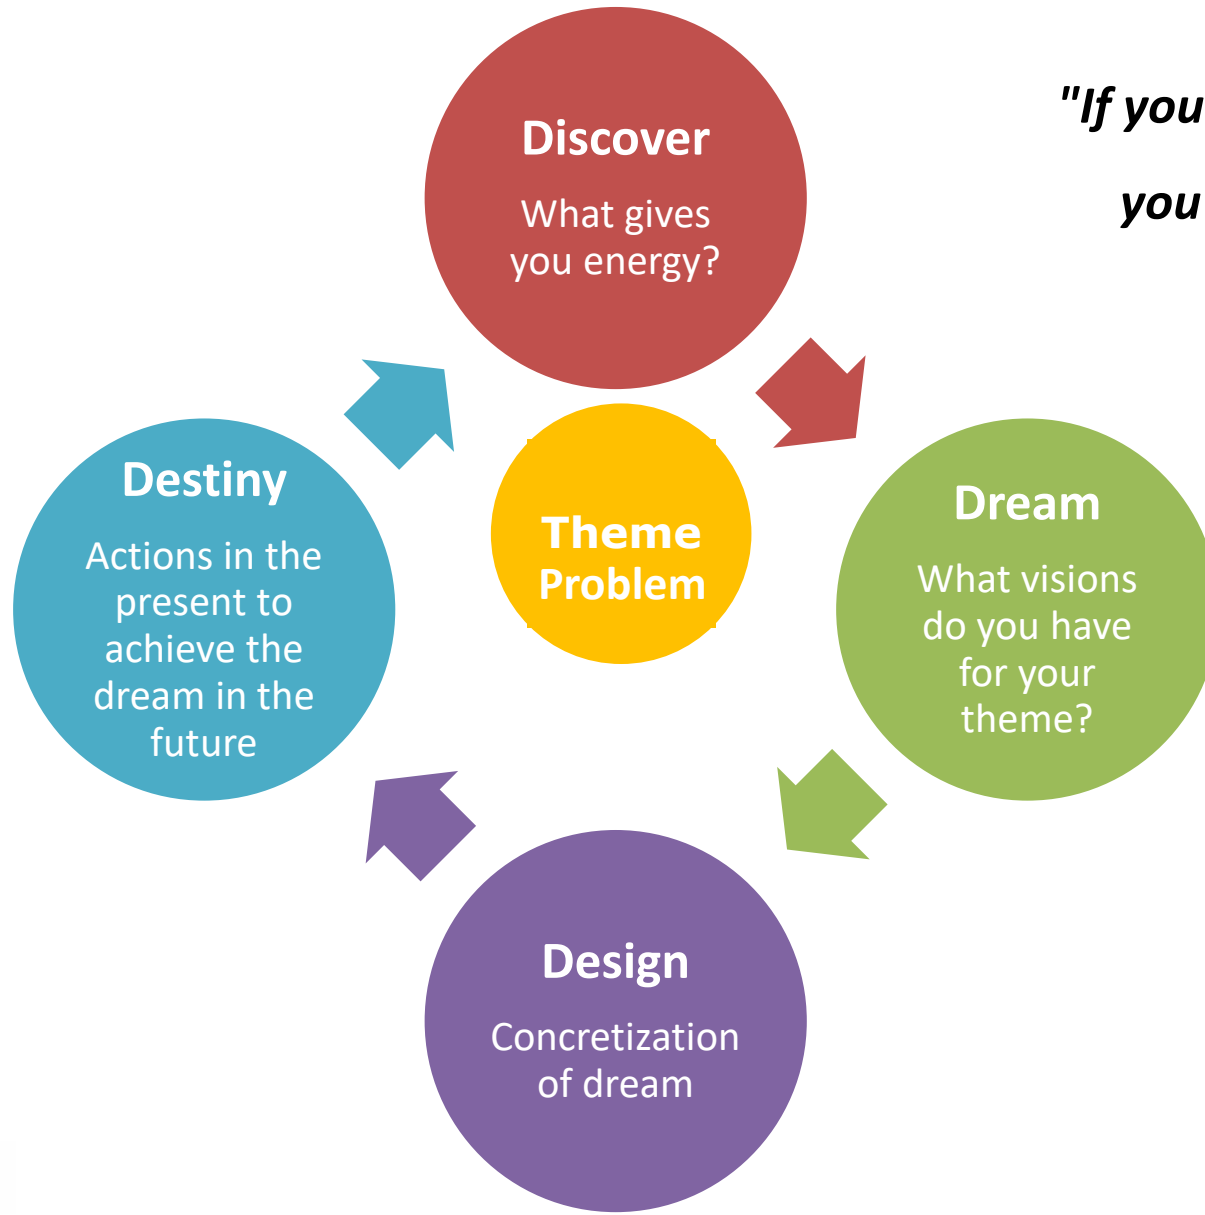 "If you
you
Discover
What gives
you energy?
Destiny
Actions in the
present to
achieve the
dream in the
future
Theme
Problem
Dream
What visions
do you have
for your
theme?
Design
Concretization
of dream